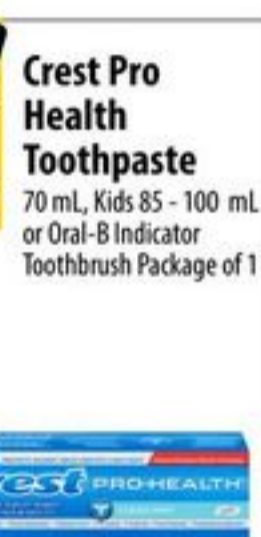 Crest Pro
Health
Toothpaste
70 mL, Kids 85 - 100 mL
or Oral-B Indicator
Toothbrush Package of 1
est PRO-HEALTH